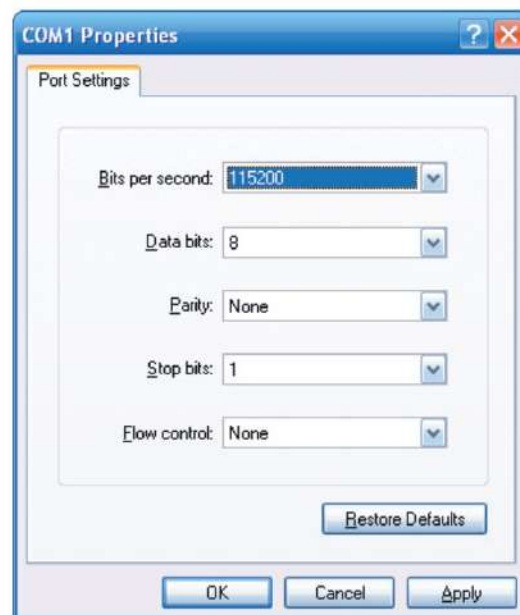 COM1 Properties
Port Settings
Bits per second: 115200
Data bits: 8
Parity: None
Stop bits: 1
Flow control: None
Restore Defaults
OK Cancel Apply